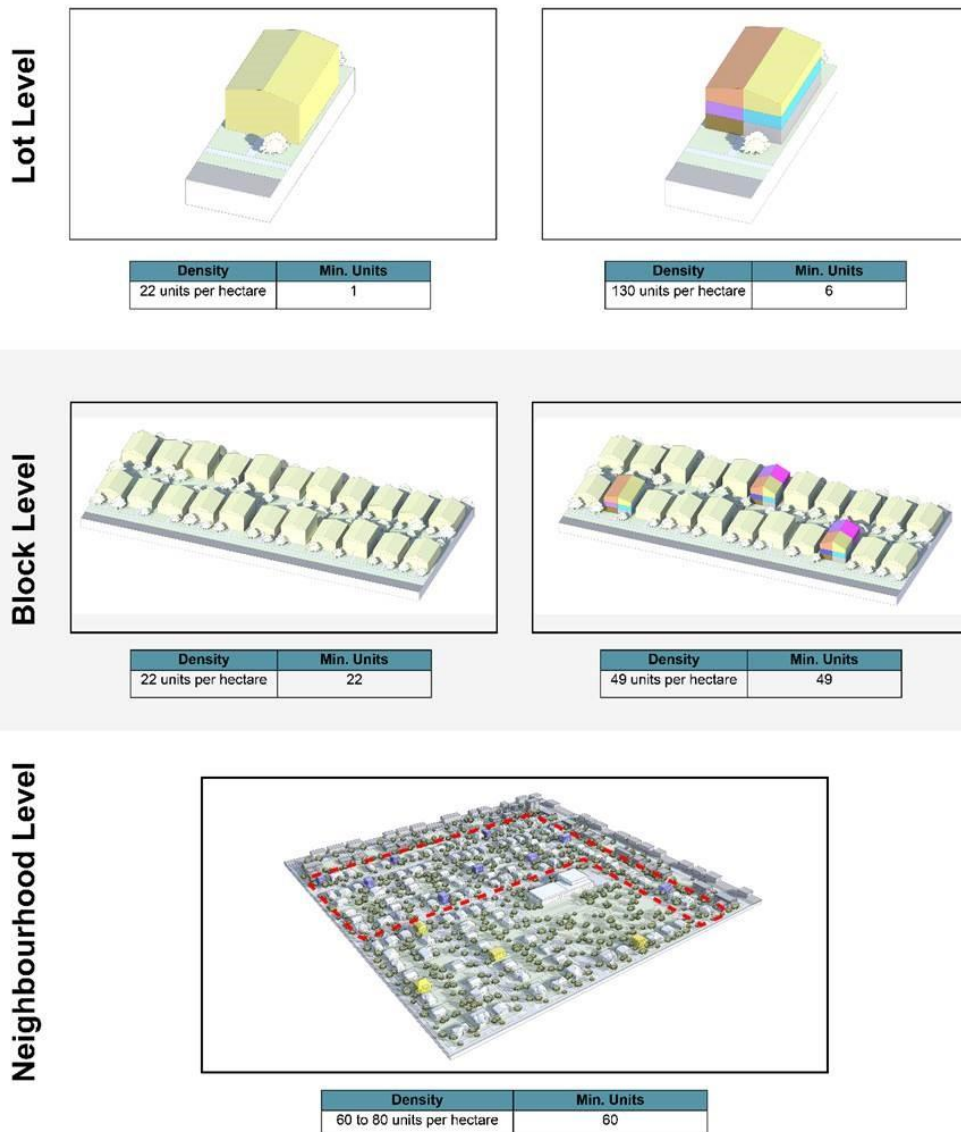 Lot Level
Density Min. Units
22 units per hectare 1
Density Min. Units
130 units per hectare 6
Block Level
Density Min. Units
22 units per hectare 22
Density Min. Units
49 units per hectare 49
Neighbourhood Level
Density Min. Units
60 to 80 units per hectare 60